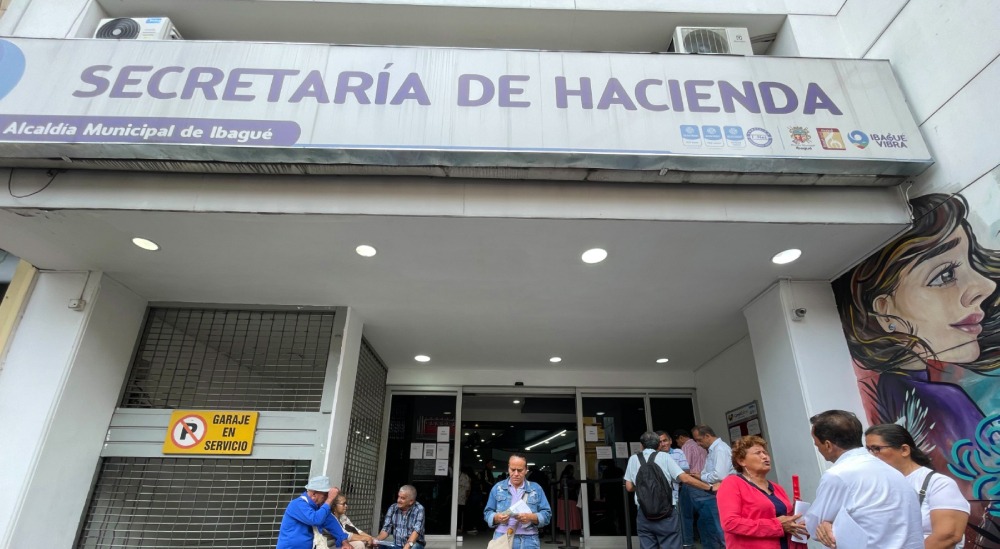 SECRETARÍA DE HACIENDA
Alcaldía Municipal de Ibagué
IBAGUÉ
VIBRA
GARAJE
EN
SERVICIO